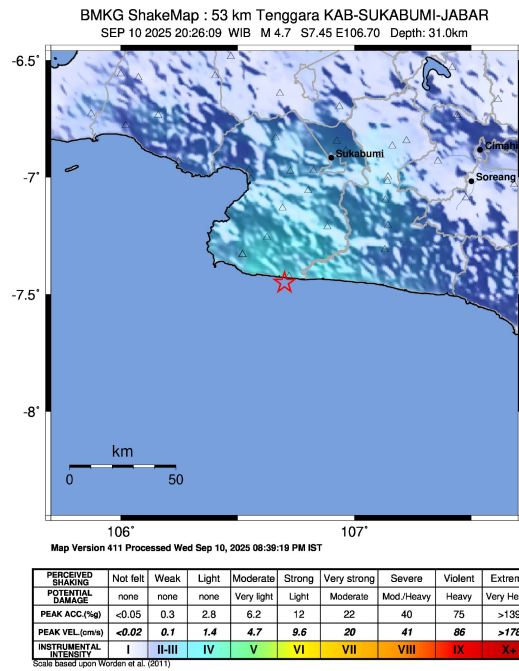 BMKG ShakeMap : 53 km Tenggara KAB-SUKABUMI-JABAR
SEP 10 2025 20:26:09 WIB M 4.7 S7.45 E106.70 Depth: 31.0km
-6.5°
Sukabumi
Cimahi
-7°
Soreang
-7.5°
-8°
km
0 50
106° 107°
Map Version 411 Processed Wed Sep 10, 2025 08:39:19 PM IST
PERCEIVED SHAKING Not felt Weak Light Moderate Strong Very strong Severe Violent Extrem
POTENTIAL DAMAGE none none none Very light Light Moderate Mod./Heavy Heavy Very He
PEAK ACC.(%g) <0.05 0.3 2.8 6.2 12 22 40 75 >139
PEAK VEL.(cm/s) <0.02 0.1 1.4 4.7 9.6 20 41 86 >178
INSTRUMENTAL INTENSITY I II-III IV V VI VII VIII IX X+
Scale based upon Worden et al. (2011)